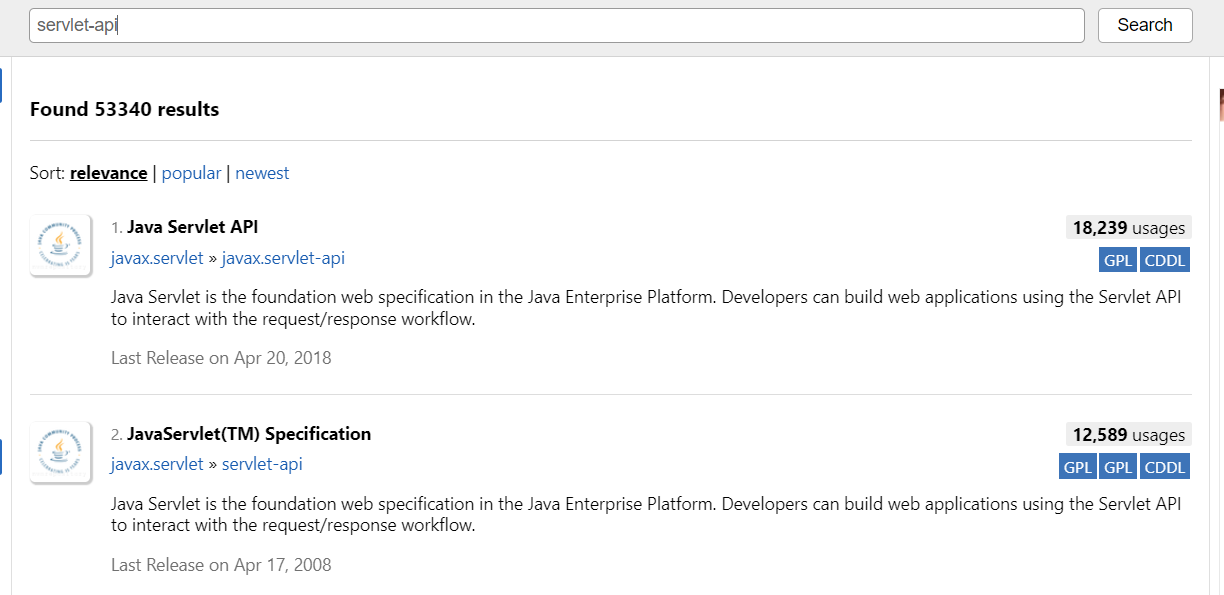 servlet-api
Search
Found 53340 results
Sort: relevance | popular | newest
1. Java Servlet API
18,239 usages
javax.servlet » javax.servlet-api
GPL CDDL
Java Servlet is the foundation web specification in the Java Enterprise Platform. Developers can build web applications using the Servlet API
to interact with the request/response workflow.
Last Release on Apr 20, 2018
2. JavaServlet(TM) Specification
12,589 usages
javax.servlet » servlet-api
GPL GPL CDDL
Java Servlet is the foundation web specification in the Java Enterprise Platform. Developers can build web applications using the Servlet API
to interact with the request/response workflow.
Last Release on Apr 17, 2008